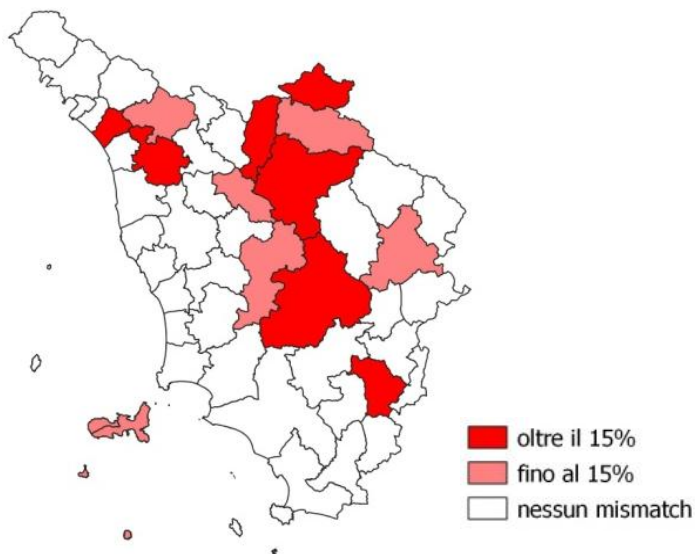 oltre il 15%
fino al 15%
nessun mismatch